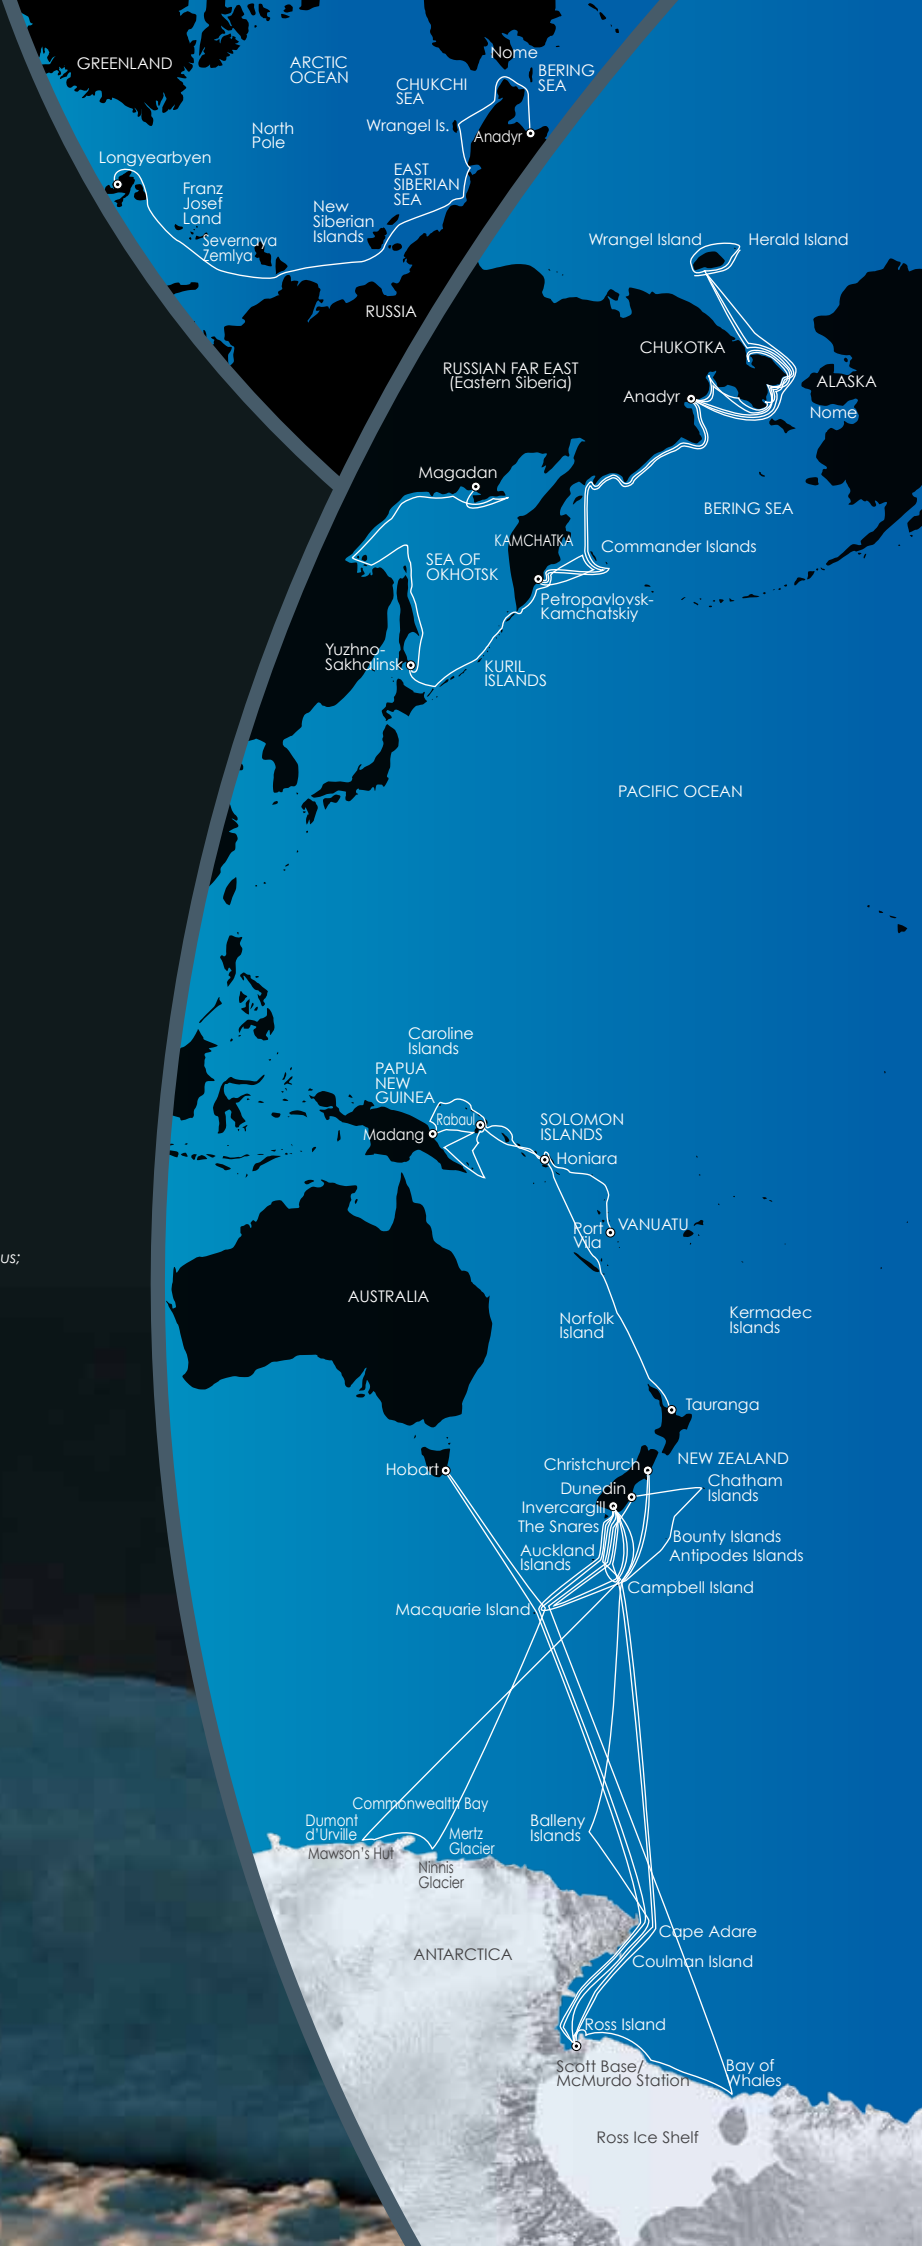 GREENLAND
ARCTIC
OCEAN
Nome
BERING
SEA
CHUKCHI
SEA
Wrangel Is.
Anadyr
North
Pole
Longyearbyen
EAST
SIBERIAN
SEA
Franz
Josef
Land
New
Siberian
Islands
Severnaya
Zemlya
RUSSIA
Wrangel Island
Herald Island
CHUKOTKA
RUSSIAN FAR EAST
(Eastern Siberia)
ALASKA
Anadyr
Nome
Magadan
BERING SEA
KAMCHATKA
Commander Islands
SEA OF
OKHOTSK
Petropavlovsk-
Kamchatskiy
Yuzhno-
Sakhalinsk
KURIL
ISLANDS
PACIFIC OCEAN
Caroline
Islands
PAPUA
NEW
GUINEA
Rabaul
Madang
SOLOMON
ISLANDS
Honiara
Port
Vila
VANUATU
us;
AUSTRALIA
Norfolk
Island
Kermadec
Islands
Tauranga
Hobart
Christchurch
NEW ZEALAND
Dunedin
Chatham
Islands
Invercargill
The Snares
Auckland
Islands
Bounty Islands
Antipodes Islands
Campbell Island
Macquarie Island
Commonwealth Bay
Dumont
d'Urville
Mawson's Hut
Mertz
Glacier
Ninnis
Glacier
Balleny
Islands
ANTARCTICA
Cape Adare
Coulman Island
Ross Island
Scott Base/
McMurdo Station
Bay of
Whales
Ross Ice Shelf